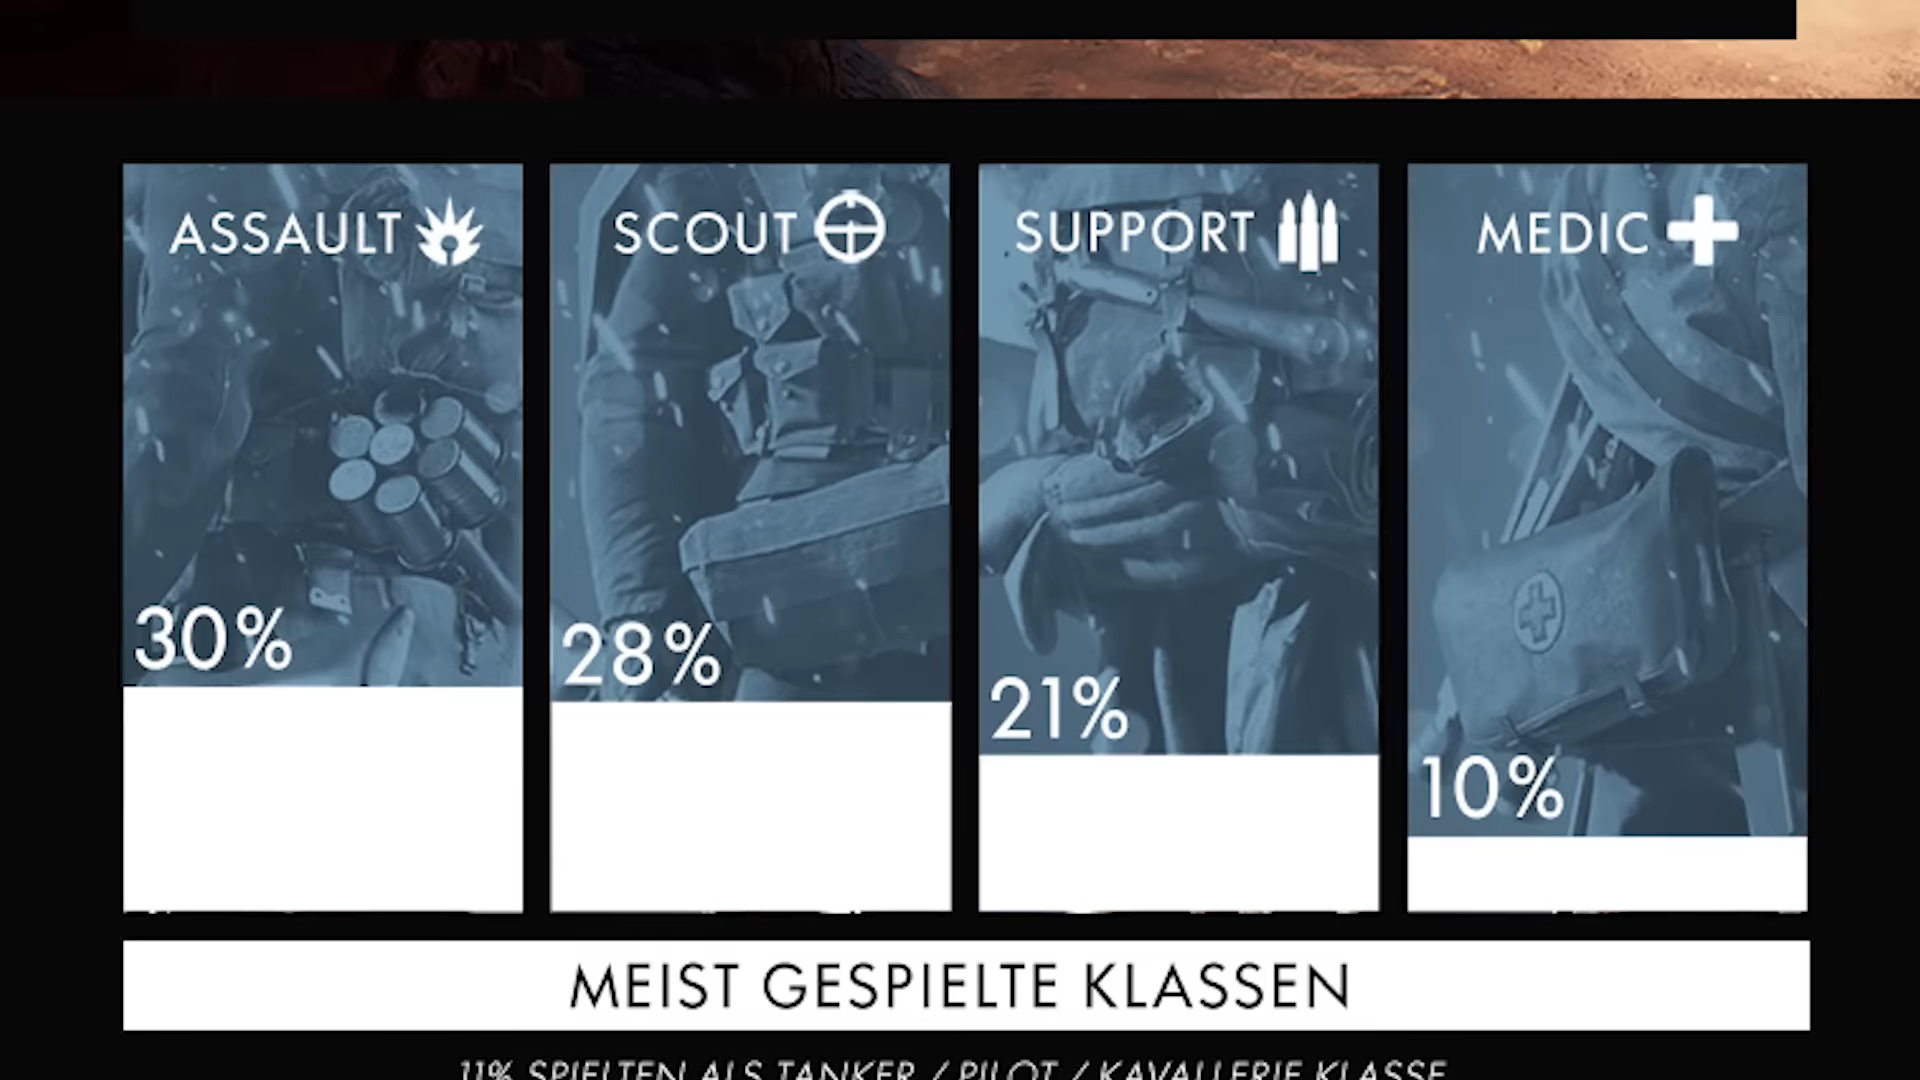 ASSAULT
30%
SCOUT
28%
SUPPORT
21%
MEDIC
10%
MEIST GESPIELTE KLASSEN
11% SPIELTEN ALS TANKER / PILOT / KAVALLERIE KLASSE